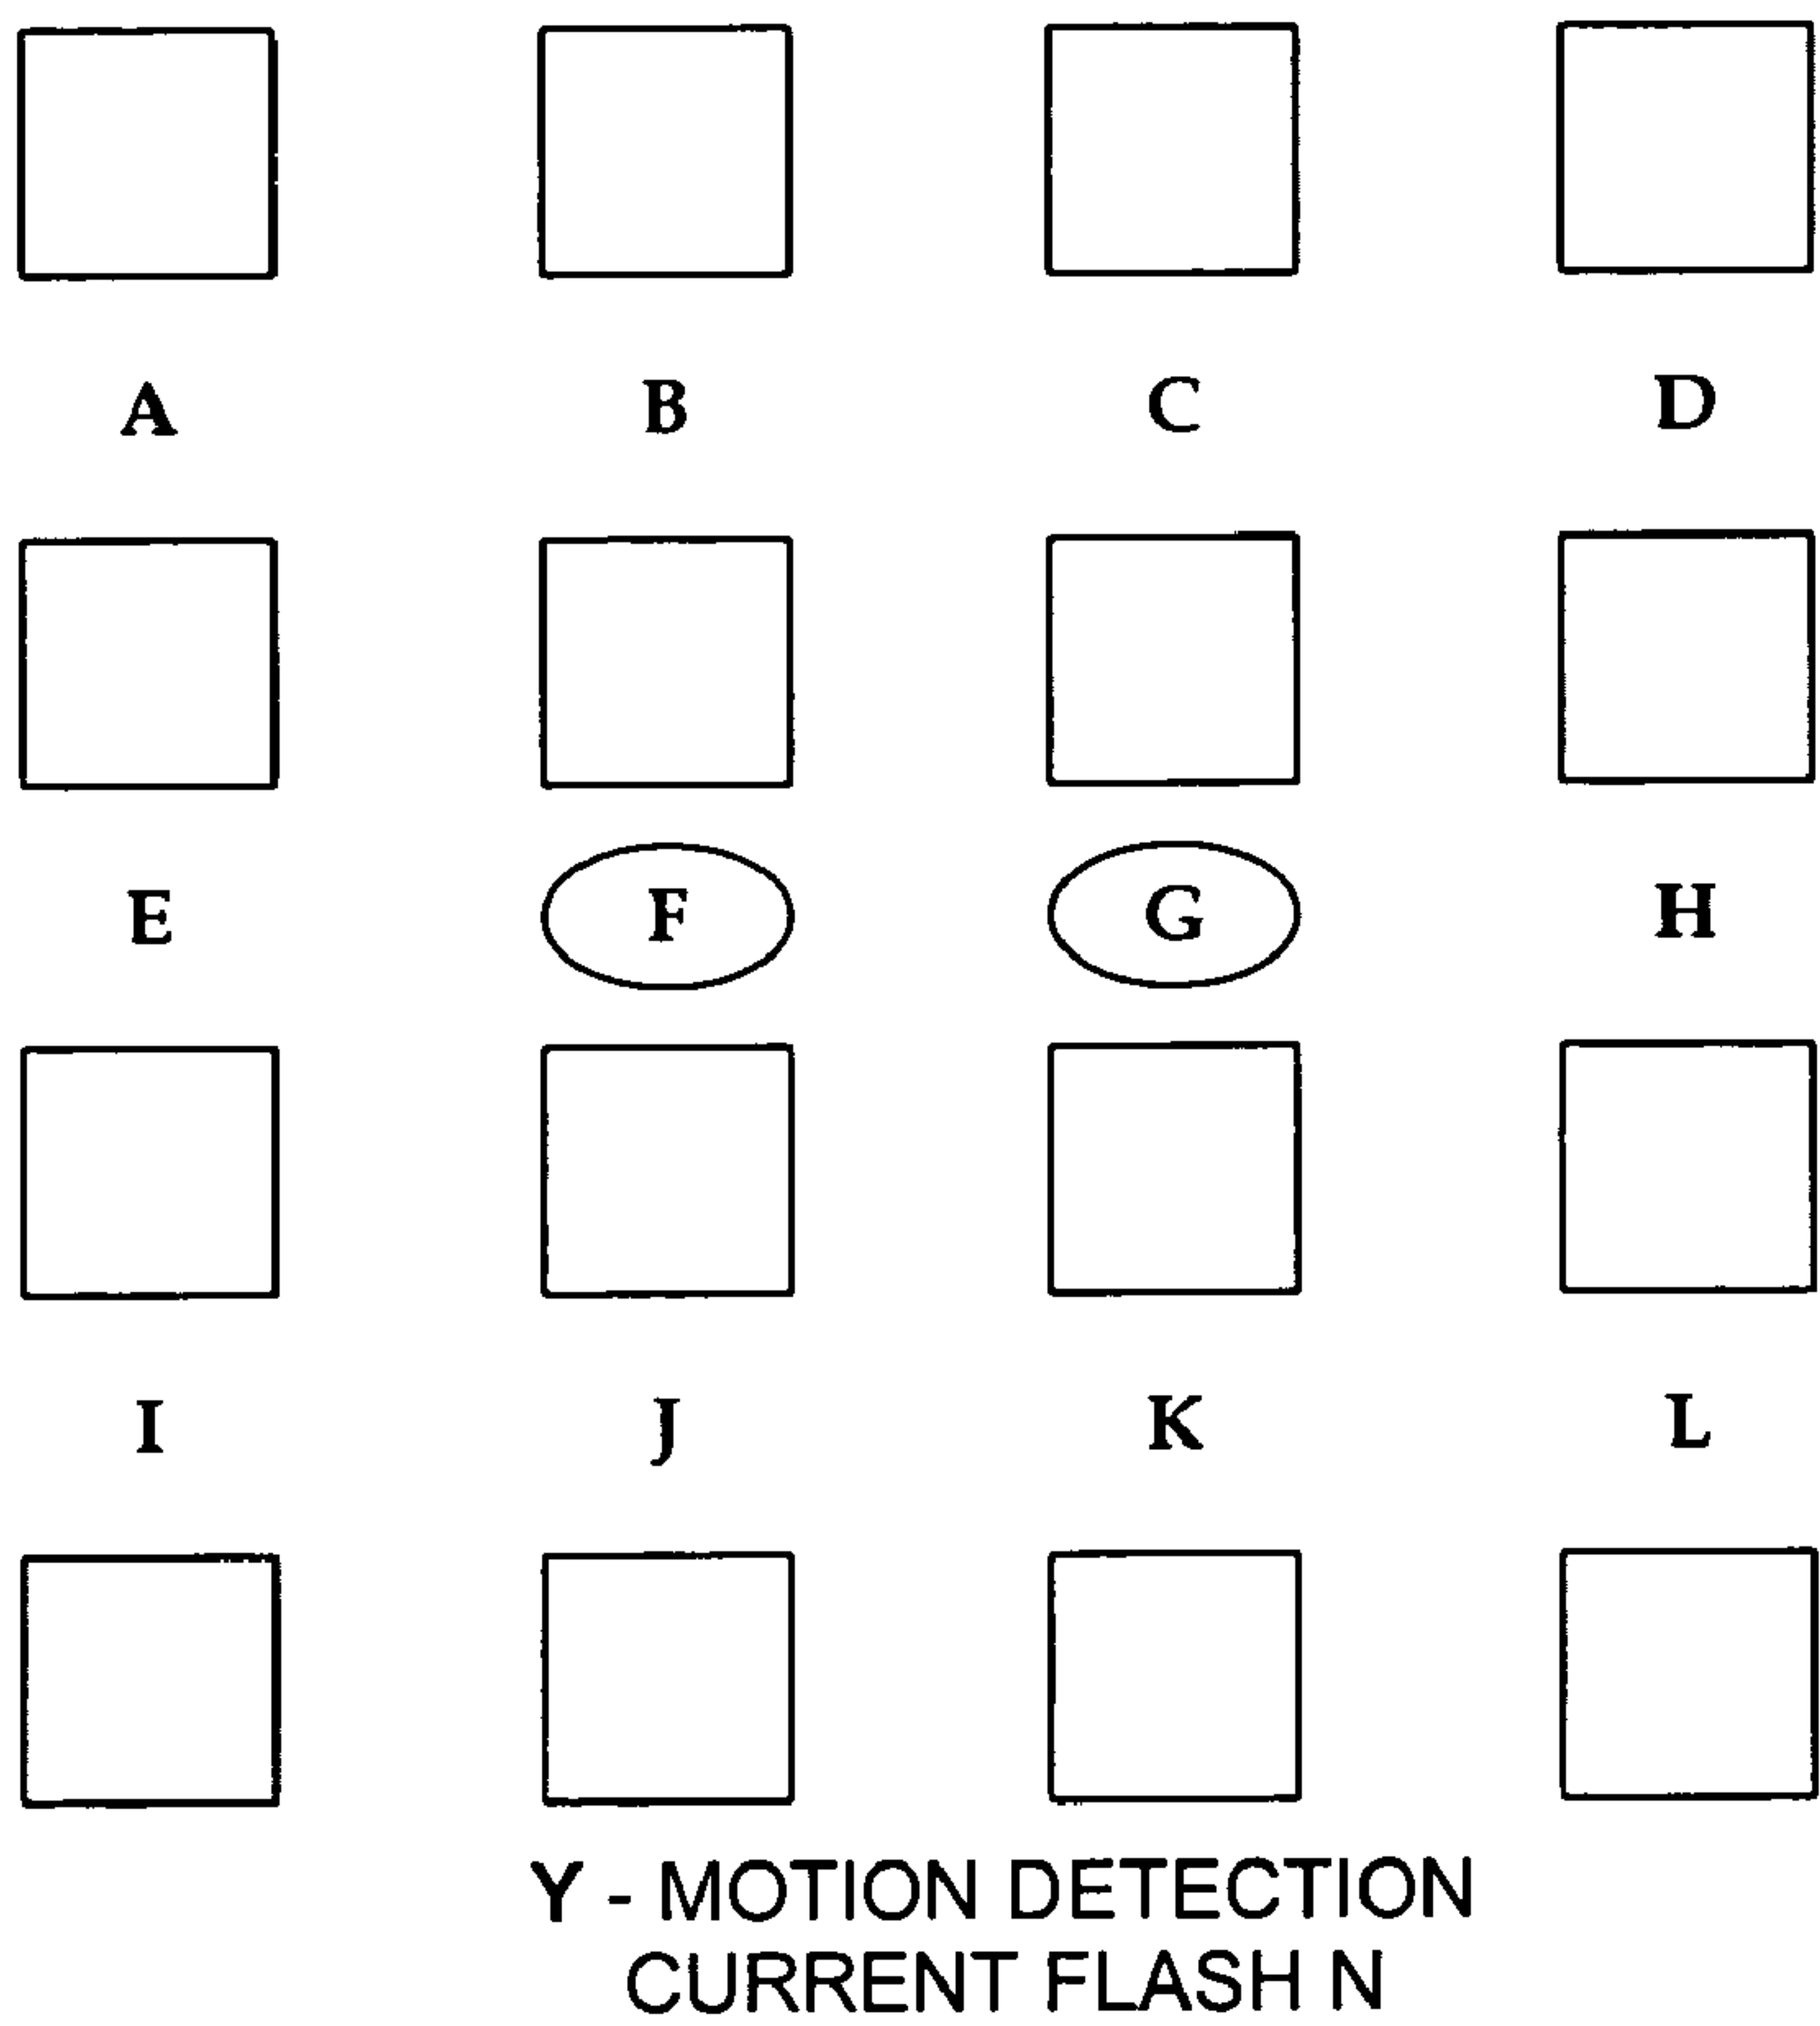 A B C D
E F G H
I J K L
Y - MOTION DETECTION
CURRENT FLASH N